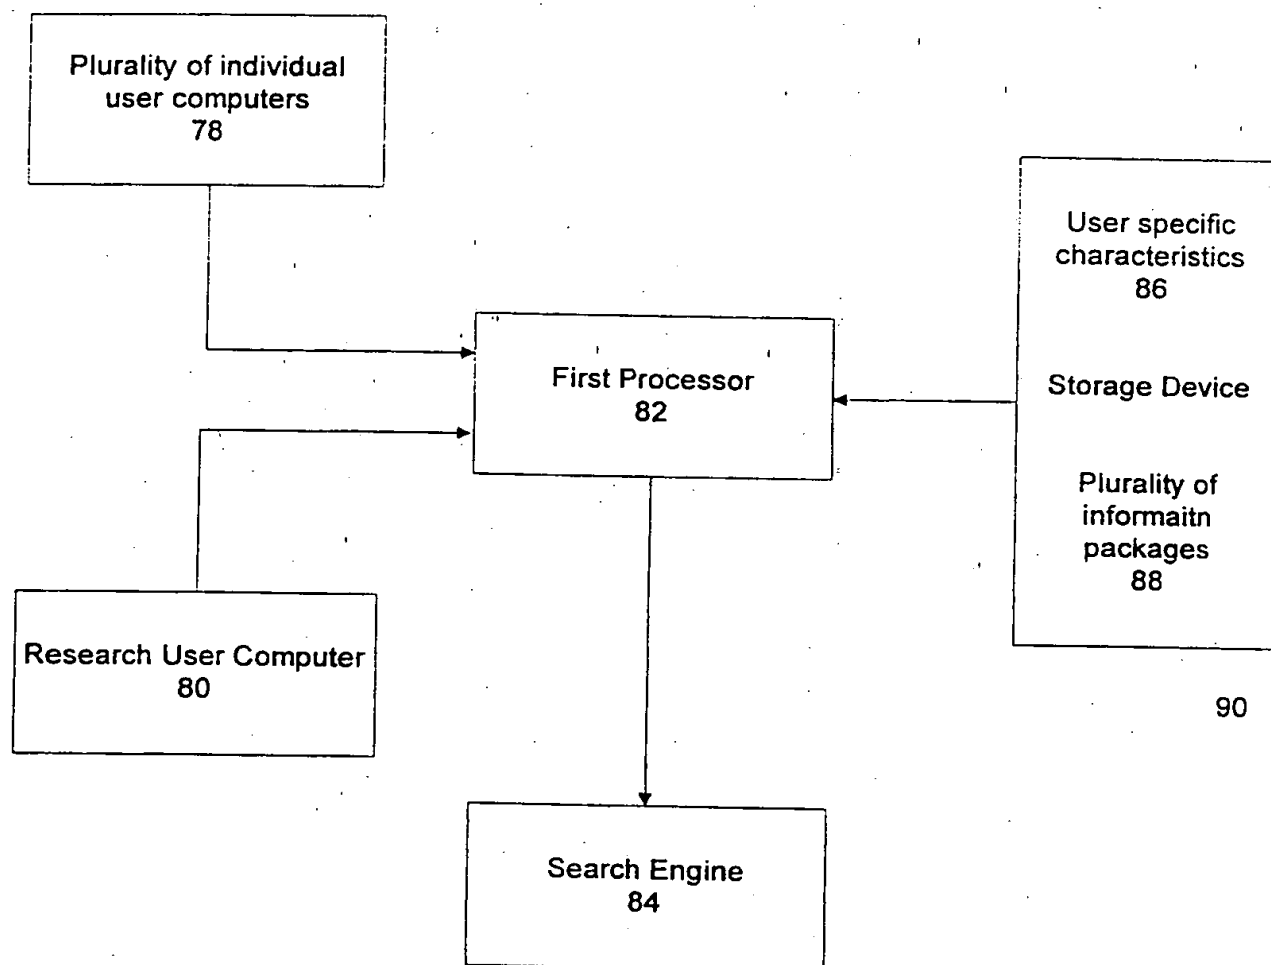 Plurality of individual
user computers
78
User specific
characteristics
86
First Processor
82
Storage Device
Plurality of
informaitn
packages
88
Research User Computer
80
90
Search Engine
84